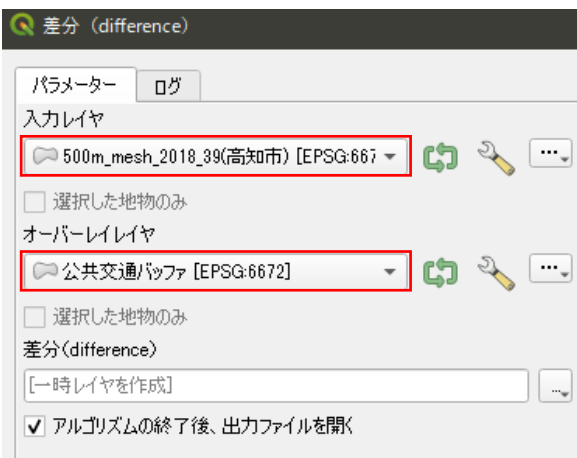 差分（difference）
パラメーター ログ
入力レイヤ
500m_mesh_2018_39(高知市) [EPSG:667
選択した地物のみ
オーバーレイレイヤ
公共交通バッファ [EPSG:6672]
選択した地物のみ
差分(difference)
[一時レイヤを作成]
アルゴリズムの終了後、出力ファイルを開く